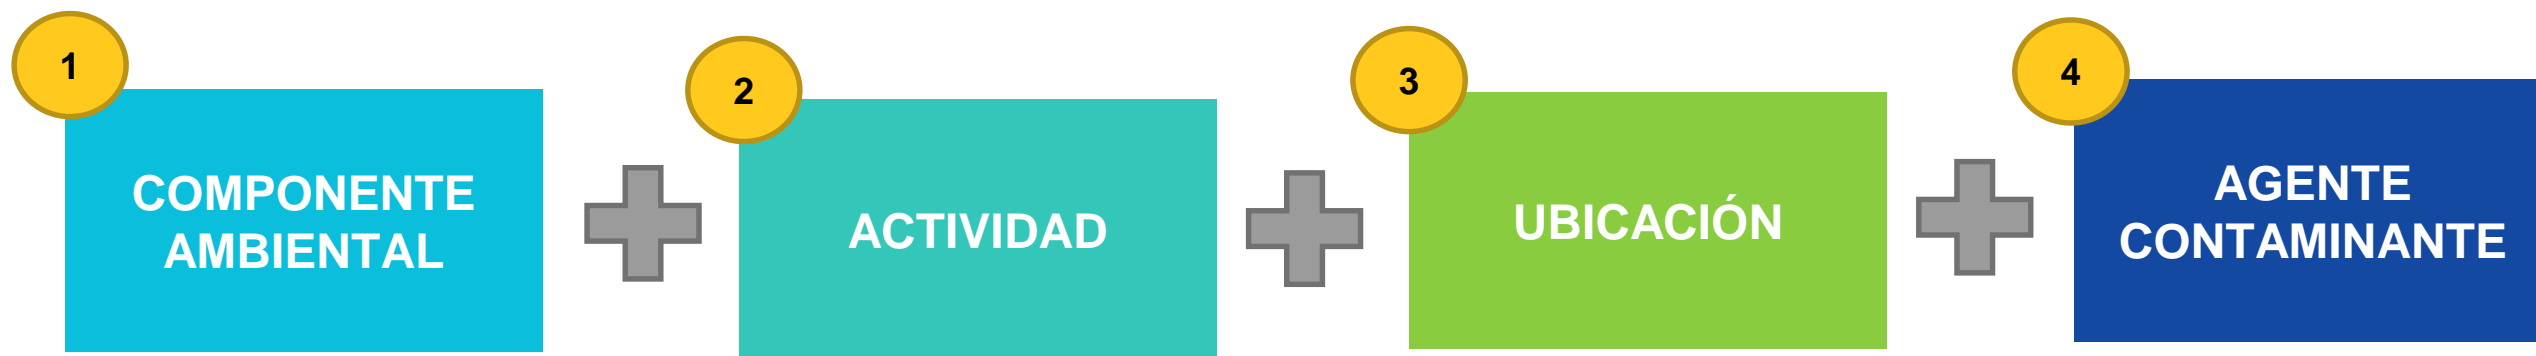 1
COMPONENTE
AMBIENTAL
2
ACTIVIDAD
3
UBICACIÓN
4
AGENTE
CONTAMINANTE